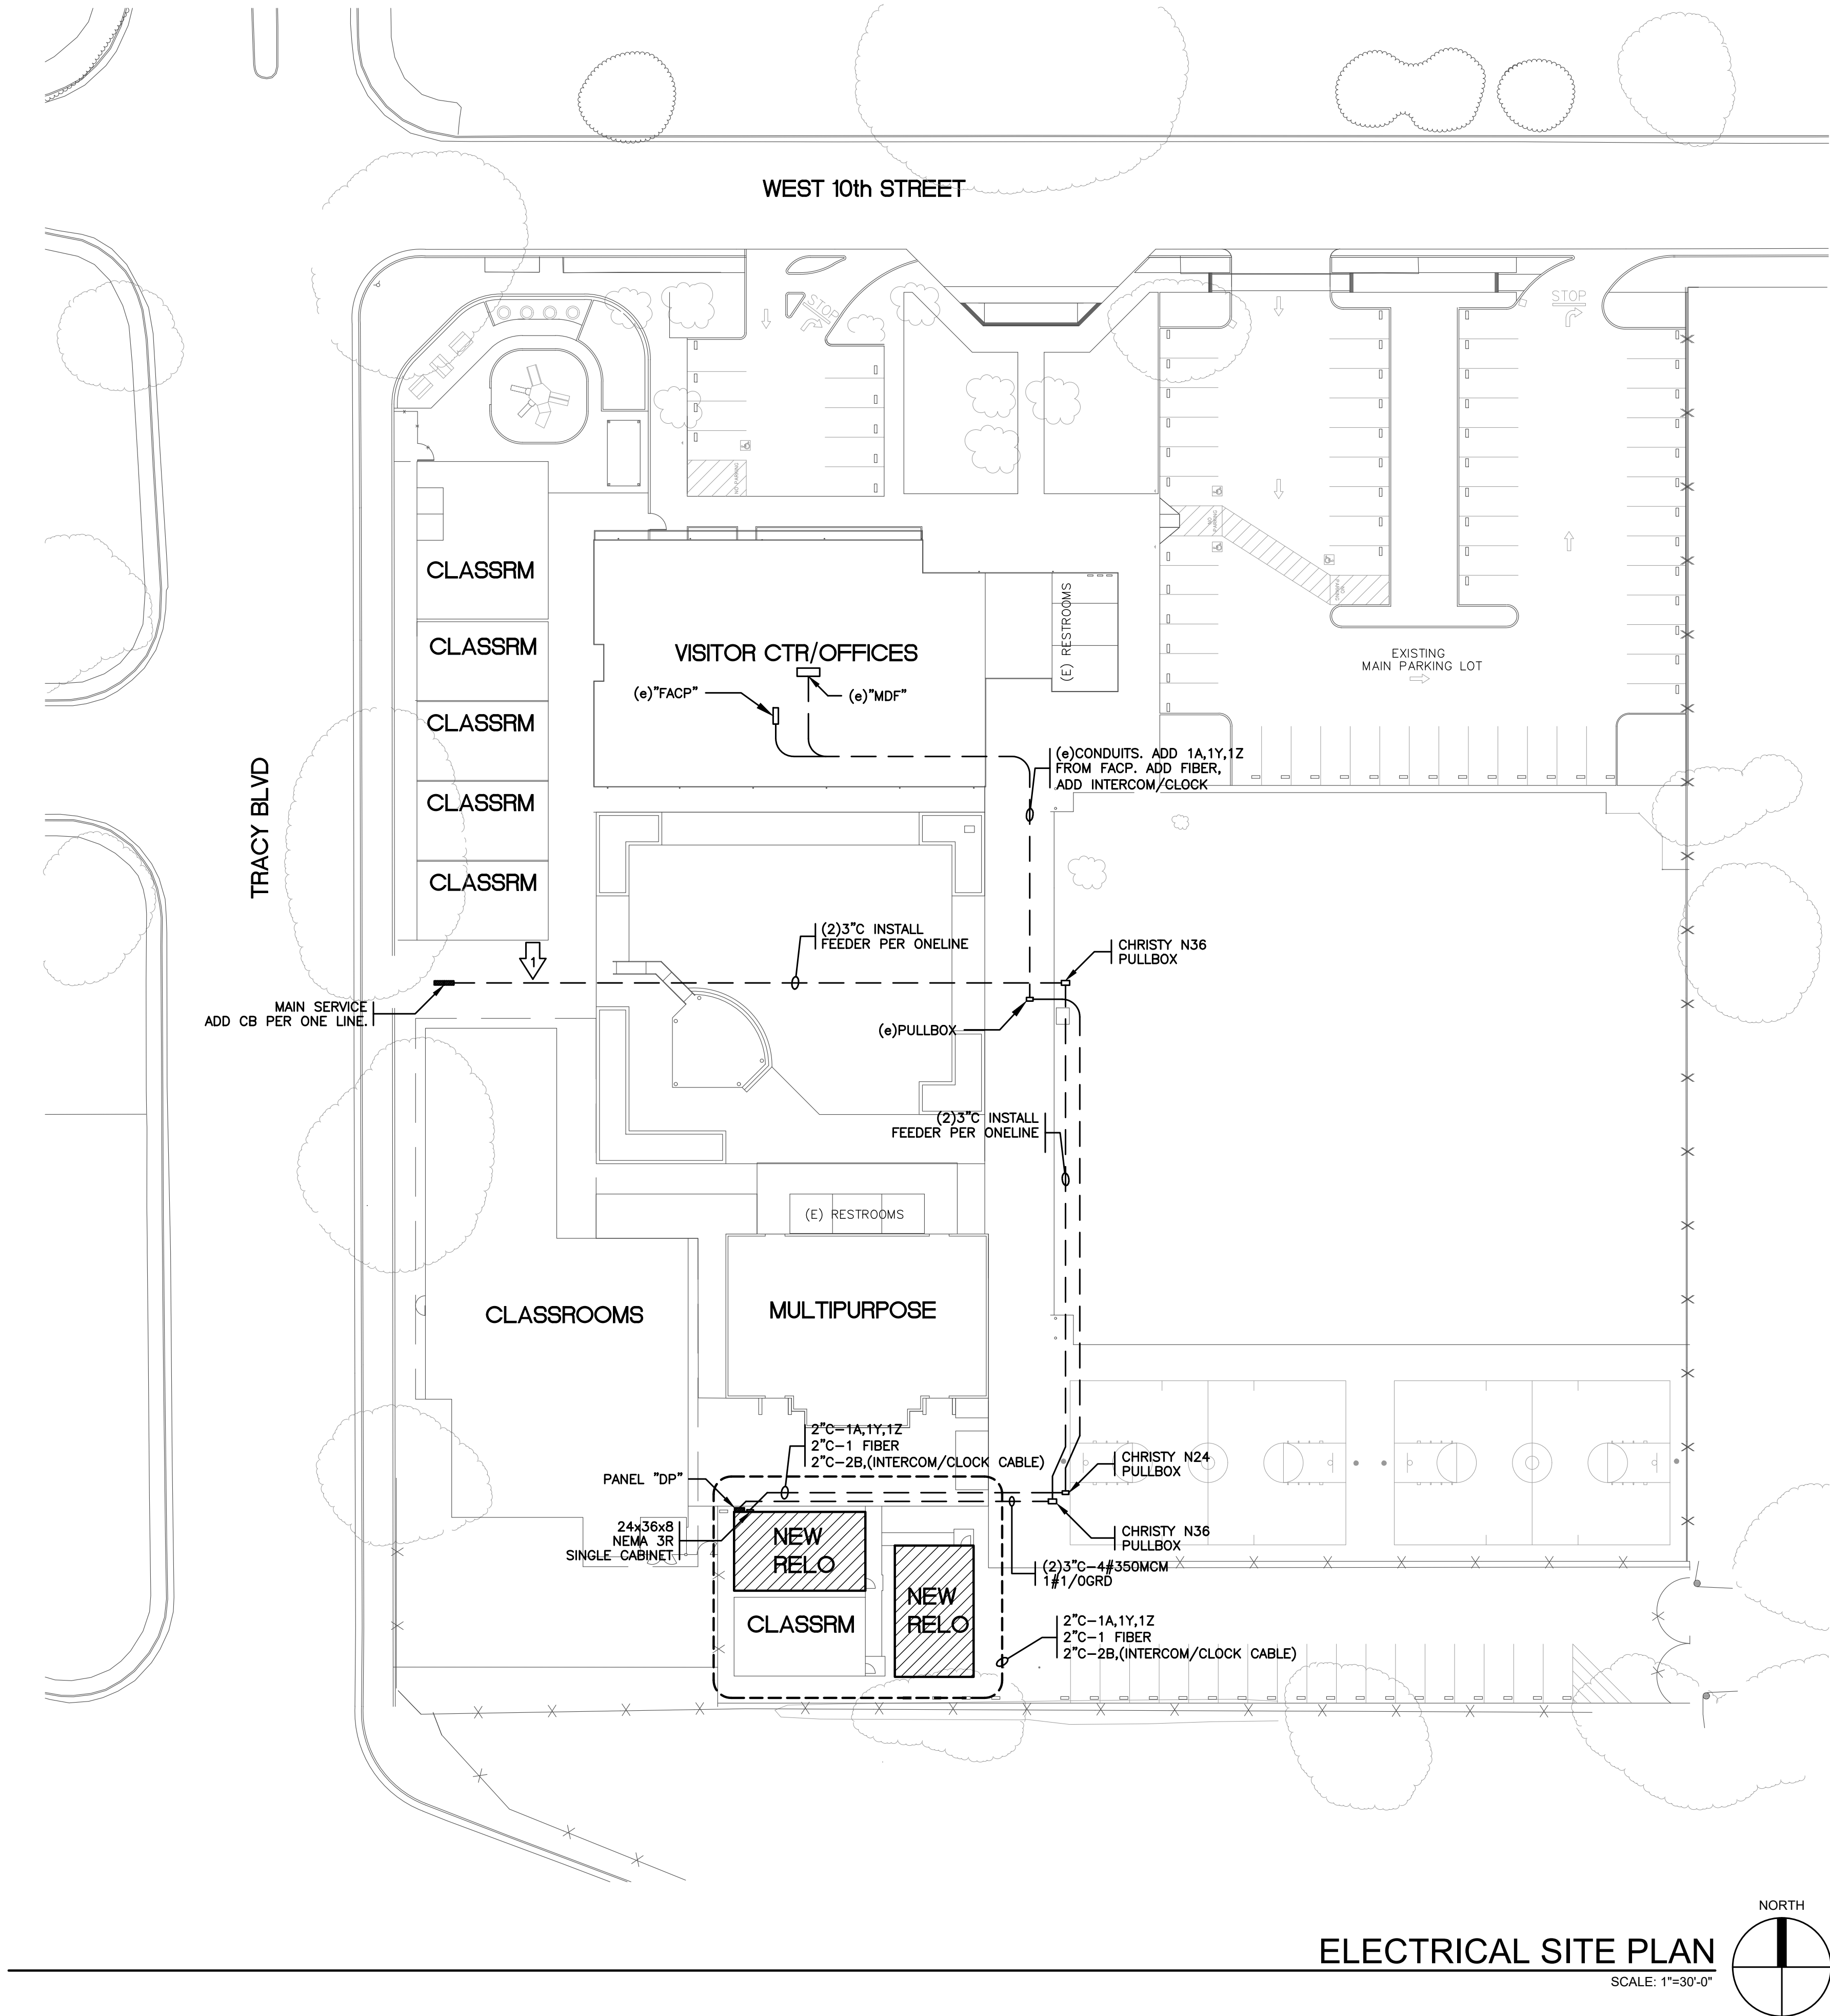 WEST 10th STREET
STOP
STOP
NO PARKING
NO
PARKING
NO
PARKING
CLASSRM
CLASSRM
CLASSRM
CLASSRM
CLASSRM
VISITOR CTR/OFFICES
(e)"FACP"
(e)"MDF"
(E) RESTROOMS
EXISTING
MAIN PARKING LOT
(e)CONDUITS. ADD 1A,1Y,1Z
FROM FACP. ADD FIBER,
ADD INTERCOM/CLOCK
TRACY BLVD
(2)3"C INSTALL
FEEDER PER ONELINE
CHRISTY N36
PULLBOX
1
MAIN SERVICE
ADD CB PER ONE LINE.
(e)PULLBOX
(2)3"C INSTALL
FEEDER PER ONELINE
(E) RESTROOMS
CLASSROOMS
MULTIPURPOSE
2"C-1A,1Y,1Z
2"C-1 FIBER
2"C-2B,(INTERCOM/CLOCK CABLE)
CHRISTY N24
PULLBOX
PANEL "DP"
24x36x8
NEMA 3R
SINGLE CABINET
NEW
RELO
CHRISTY N36
PULLBOX
(2)3"C-4#350MCM
1#1/0GRD
NEW
RELO
CLASSRM
2"C-1A,1Y,1Z
2"C-1 FIBER
2"C-2B,(INTERCOM/CLOCK CABLE)
NORTH
ELECTRICAL SITE PLAN
SCALE: 1"=30'-0"